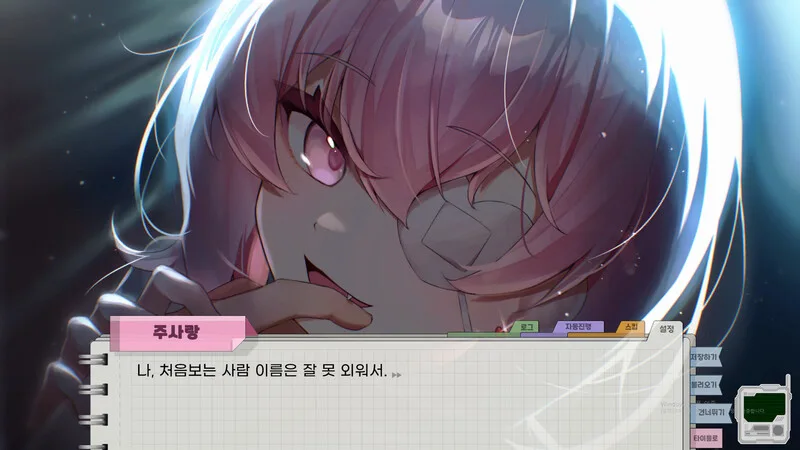 로그
자동진행
스킵
설정
주사랑
나, 처음보는 사람 이름은 잘 못 외워서.
저장하기
불러오기
건너뛰기
타이틀로